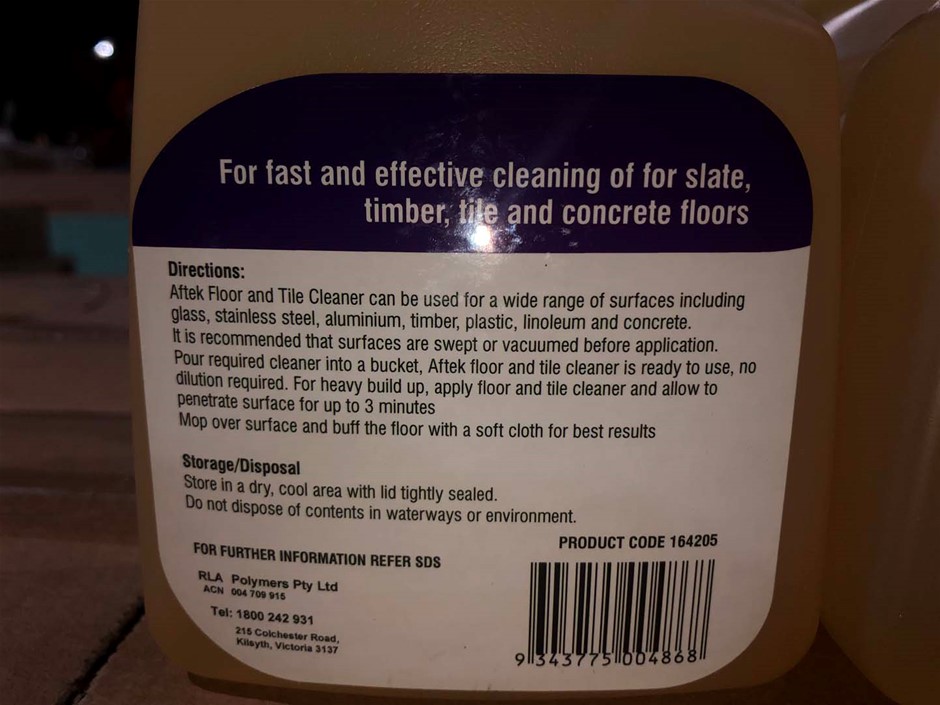 For fast and effective cleaning of for slate,
timber, tile and concrete floors
Directions:
Aftek Floor and Tile Cleaner can be used for a wide range of surfaces including
glass, stainless steel, aluminium, timber, plastic, linoleum and concrete.
It is recommended that surfaces are swept or vacuumed before application.
Pour required cleaner into a bucket, Aftek floor and tile cleaner is ready to use, no
dilution required. For heavy build up, apply floor and tile cleaner and allow to
penetrate surface for up to 3 minutes
Mop over surface and buff the floor with a soft cloth for best results
Storage/Disposal
Store in a dry, cool area with lid tightly sealed.
Do not dispose of contents in waterways or environment.
FOR FURTHER INFORMATION REFER SDS
RLA Polymers Pty Ltd
ACN 004 709 915
Tel: 1800 242 931
215 Colchester Road,
Kilsyth, Victoria 3137
PRODUCT CODE 164205
9 343775 004868